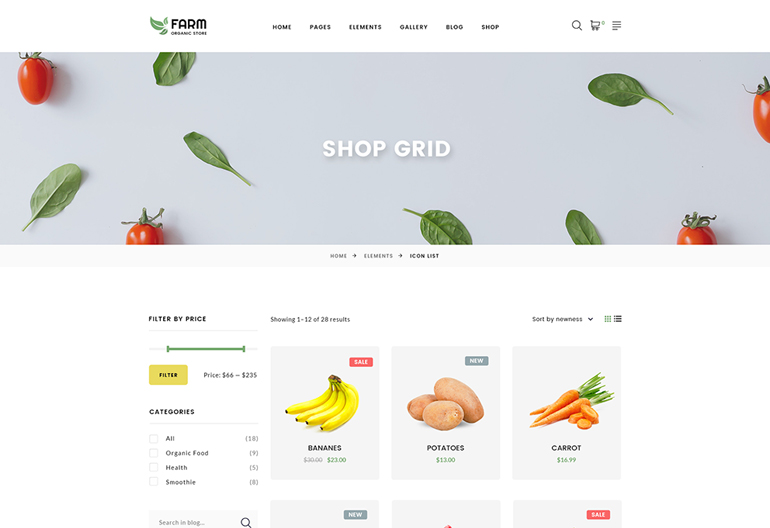 FARM
ORGANIC STORE
HOME PAGES ELEMENTS GALLERY BLOG SHOP
0
SHOP GRID
HOME → ELEMENTS → ICON LIST
FILTER BY PRICE
Showing 1–12 of 28 results
Sort by newness
FILTER
Price: $66 — $235
CATEGORIES
All (18)
Organic Food (9)
Health (5)
Smoothie (8)
Search in blog...
SALE
BANANES
$30.00 $23.00
NEW
POTATOES
$13.00
CARROT
$16.99
NEW
SALE